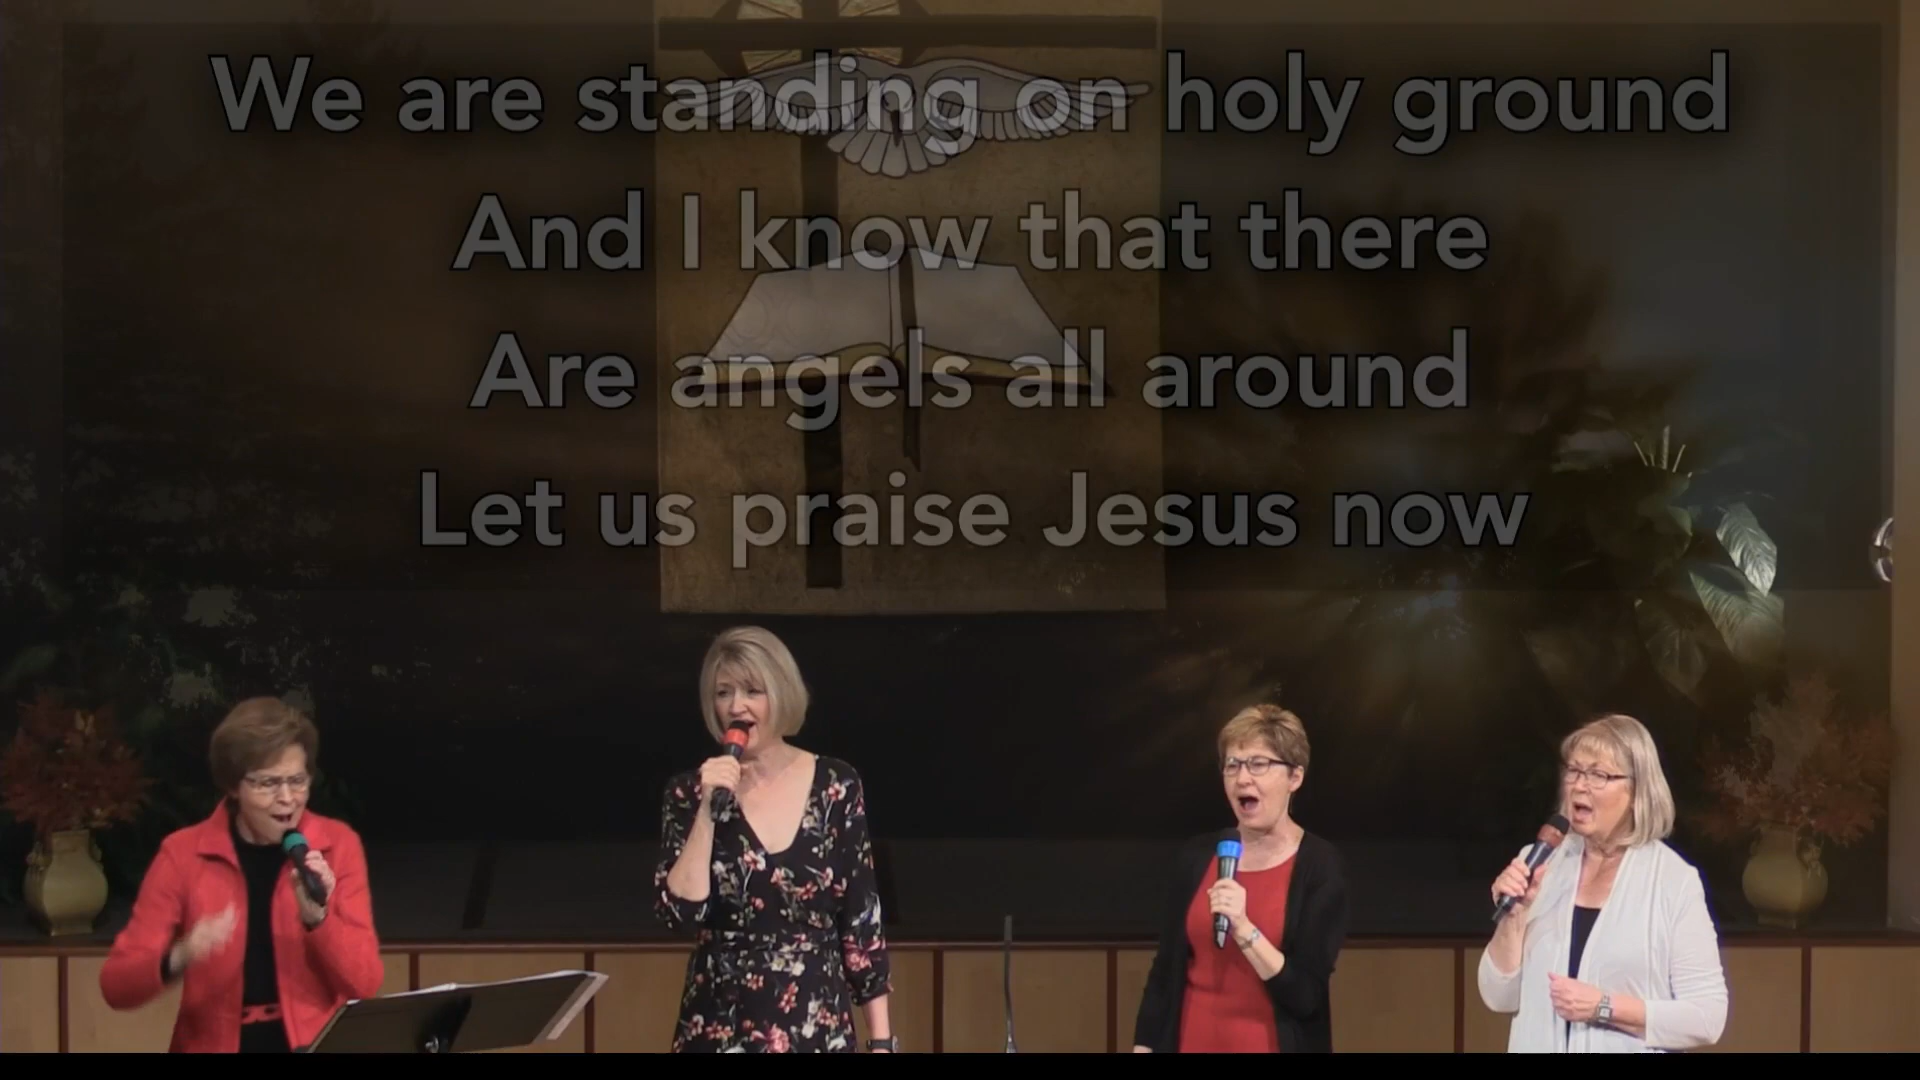 We are standing on holy ground
And I know that there
Are angels all around
Let us praise Jesus now